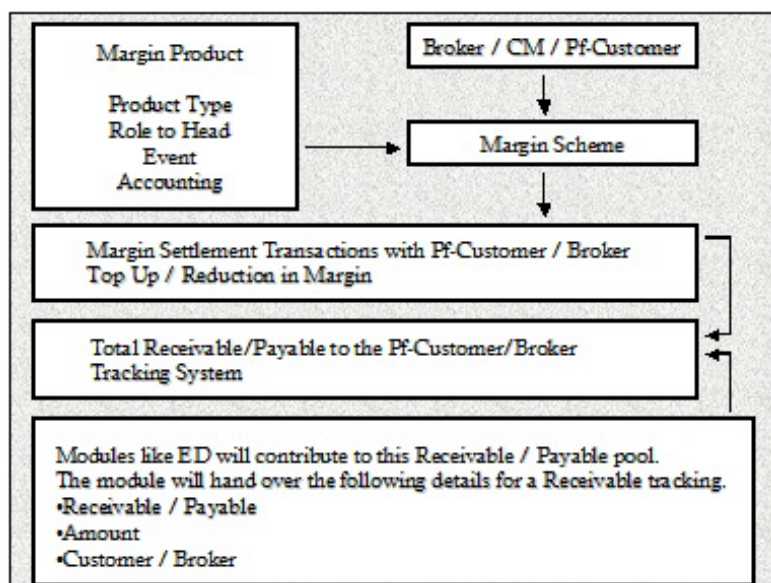 Margin Product
Product Type
Role to Head
Event
Accounting
Broker / CM / Pf-Customer
Margin Scheme
Margin Settlement Transactions with Pf-Customer / Broker
Top Up / Reduction in Margin
Total Receivable/Payable to the Pf-Customer/Broker
Tracking System
Modules like ED will contribute to this Receivable / Payable pool.
The module will hand over the following details for a Receivable tracking.
•Receivable / Payable
•Amount
•Customer / Broker